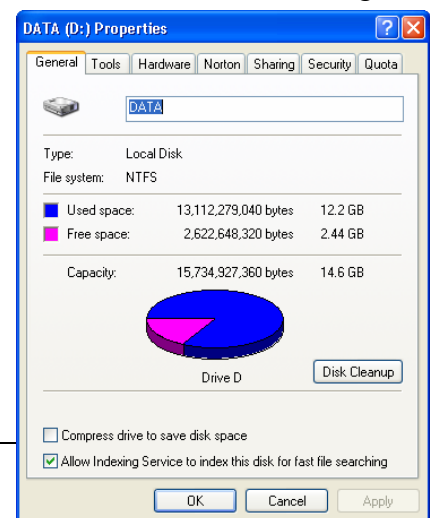 DATA (D:) Properties
General Tools Hardware Norton Sharing Security Quota
DATA
Type: Local Disk
File system: NTFS
Used space: 13,112,279,040 bytes 12.2 GB
Free space: 2,622,648,320 bytes 2.44 GB
Capacity: 15,734,927,360 bytes 14.6 GB
Drive D
Disk Cleanup
Compress drive to save disk space
Allow Indexing Service to index this disk for fast file searching
OK Cancel Apply